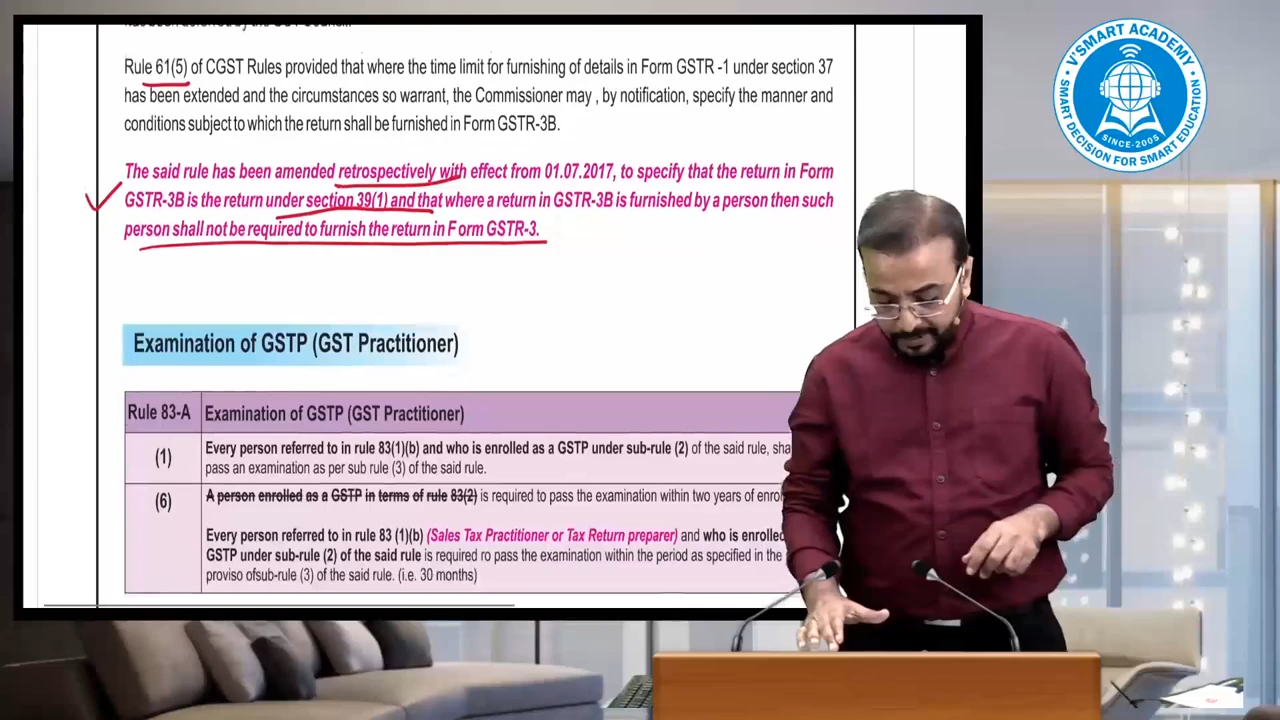 Rule 61(5) of CGST Rules provided that where the time limit for furnishing of details in Form GSTR -1 under section 37
has been extended and the circumstances so warrant, the Commissioner may , by notification, specify the manner and
conditions subject to which the return shall be furnished in Form GSTR-3B.
The said rule has been amended retrospectively with effect from 01.07.2017, to specify that the return in Form
GSTR-3B is the return under section 39(1) and that where a return in GSTR-3B is furnished by a person then such
person shall not be required to furnish the return in Form GSTR-3.
Examination of GSTP (GST Practitioner)
Rule 83-A Examination of GSTP (GST Practitioner)
(1) Every person referred to in rule 83(1)(b) and who is enrolled as a GSTP under sub-rule (2) of the said rule, sha
pass an examination as per sub rule (3) of the said rule.
(6) A person enrolled as a GSTP in terms of rule 83(2) is required to pass the examination within two years of enro
Every person referred to in rule 83 (1)(b) (Sales Tax Practitioner or Tax Return preparer) and who is enrolled
GSTP under sub-rule (2) of the said rule is required ro pass the examination within the period as specified in the
proviso ofsub-rule (3) of the said rule. (i.e. 30 months)
V'SMART ACADEMY
SINCE-2005
SMART DECISION FOR SMART EDUCATION